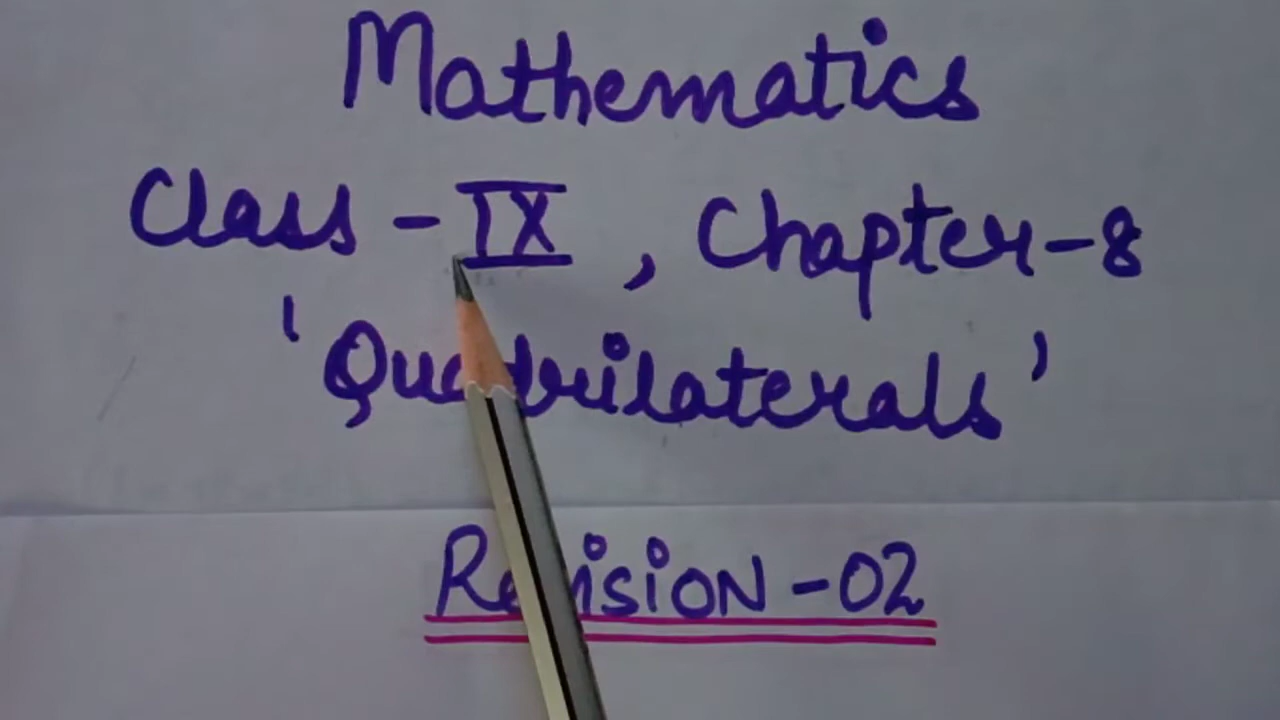 Mathematics
Class - IX , Chapter - 8
'Quadrilaterals'
Revision - 02